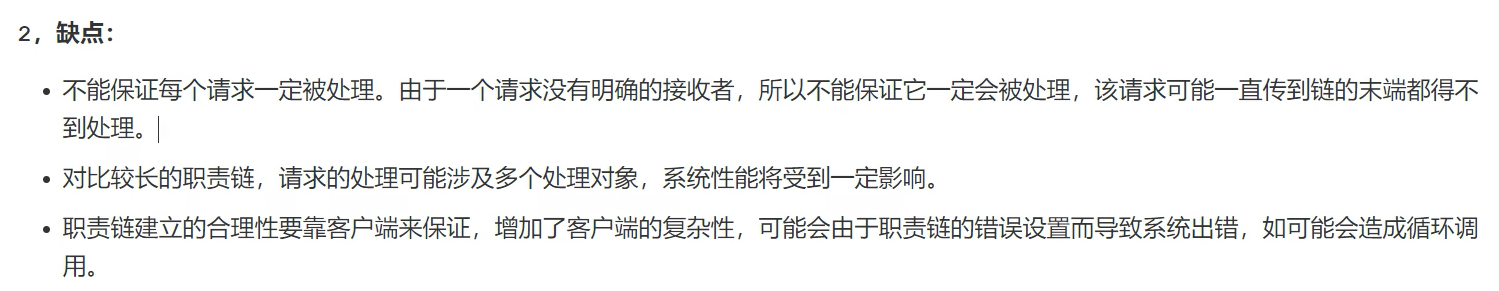 2，缺点：
不能保证每个请求一定被处理。由于一个请求没有明确的接收者，所以不能保证它一定会被处理，该请求可能一直传到链的末端都得不
到处理。
对比较长的职责链，请求的处理可能涉及多个处理对象，系统性能将受到一定影响。
职责链建立的合理性要靠客户端来保证，增加了客户端的复杂性，可能会由于职责链的错误设置而导致系统出错，如可能会造成循环调
用。